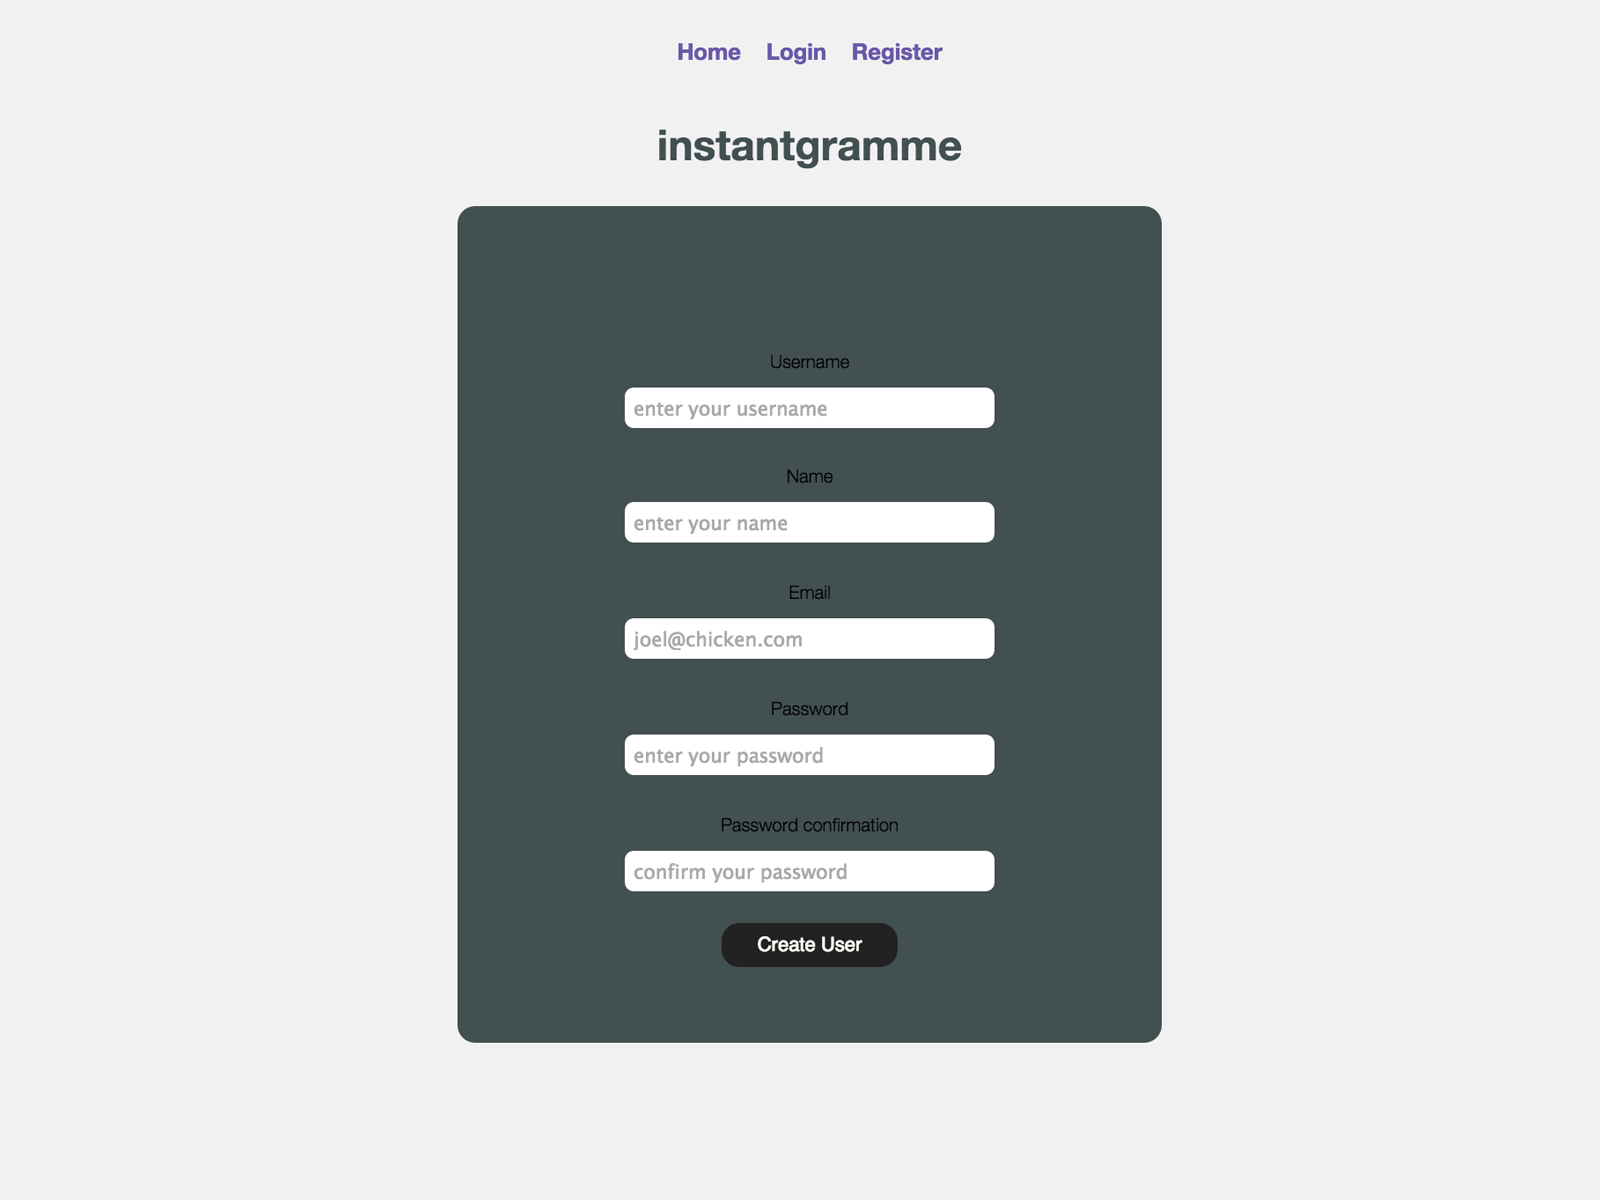 Home Login Register
instantgramme
Username
enter your username
Name
enter your name
Email
joel@chicken.com
Password
enter your password
Password confirmation
confirm your password
Create User